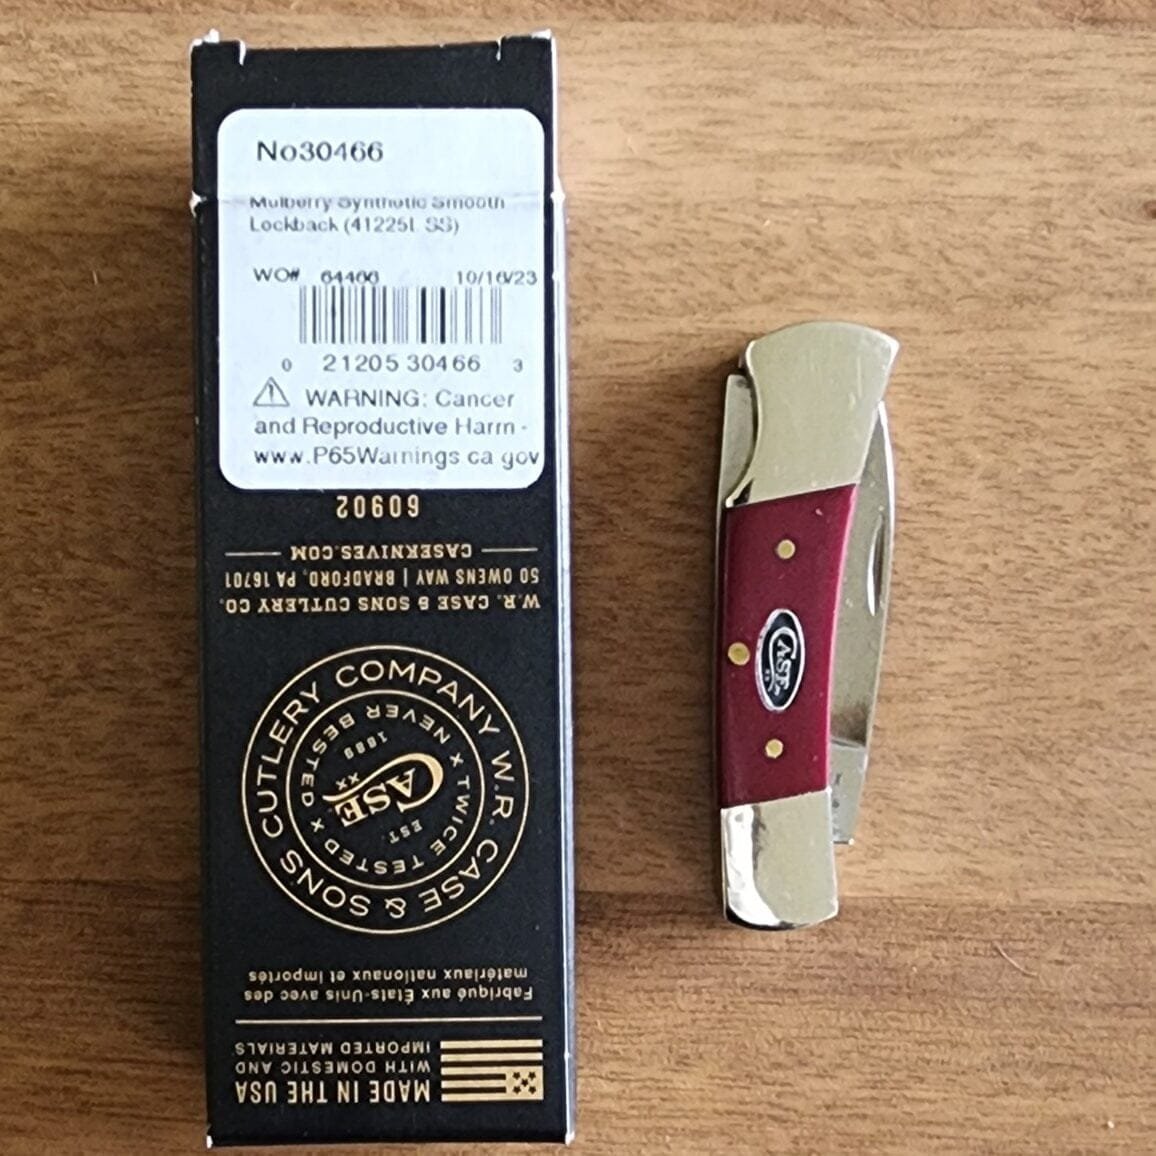 No30466
Mulberry Synthetic Smooth
Lockback (41225L SS)
WO# 64466 10/16/23
0 21205 30466 3
WARNING: Cancer
and Reproductive Harm -
www.P65Warnings.ca.gov
60902
CASEKNIVES.COM
50 OWENS WAY | BRADFORD, PA 16701
W.R. CASE & SONS CUTLERY CO.
W.R. CASE & SONS CUTLERY COMPANY
NEVER BESTED x TWICE TESTED x
EST. 1889
CASE XX
Fabriqué aux États-Unis avec des
matériaux nationaux et importés
MADE IN THE USA
WITH DOMESTIC AND
IMPORTED MATERIALS
CASE
XX